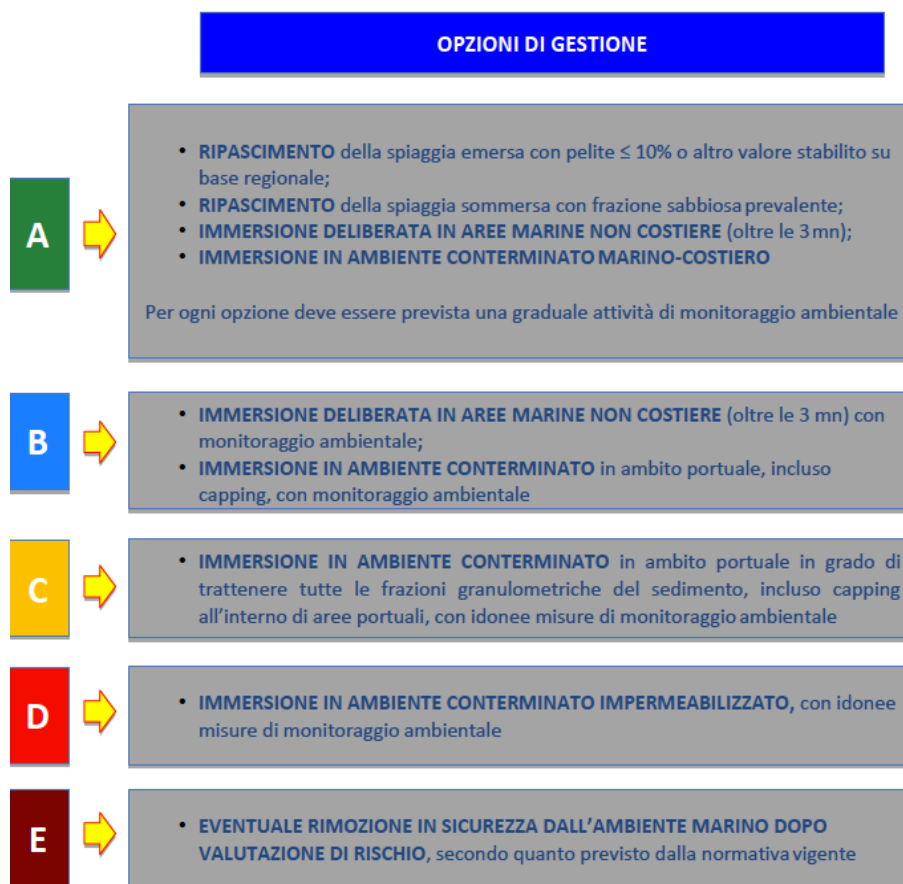 OPZIONI DI GESTIONE
A
• RIPASCIMENTO della spiaggia emersa con pelite ≤ 10% o altro valore stabilito su
base regionale;
• RIPASCIMENTO della spiaggia sommersa con frazione sabbiosa prevalente;
• IMMERSIONE DELIBERATA IN AREE MARINE NON COSTIERE (oltre le 3 mn);
• IMMERSIONE IN AMBIENTE CONTERMINATO MARINO-COSTIERO
Per ogni opzione deve essere prevista una graduale attività di monitoraggio ambientale
B
• IMMERSIONE DELIBERATA IN AREE MARINE NON COSTIERE (oltre le 3 mn) con
monitoraggio ambientale;
• IMMERSIONE IN AMBIENTE CONTERMINATO in ambito portuale, incluso
capping, con monitoraggio ambientale
C
• IMMERSIONE IN AMBIENTE CONTERMINATO in ambito portuale in grado di
trattenere tutte le frazioni granulometriche del sedimento, incluso capping
all’interno di aree portuali, con idonee misure di monitoraggio ambientale
D
• IMMERSIONE IN AMBIENTE CONTERMINATO IMPERMEABILIZZATO, con idonee
misure di monitoraggio ambientale
E
• EVENTUALE RIMOZIONE IN SICUREZZA DALL’AMBIENTE MARINO DOPO
VALUTAZIONE DI RISCHIO, secondo quanto previsto dalla normativa vigente